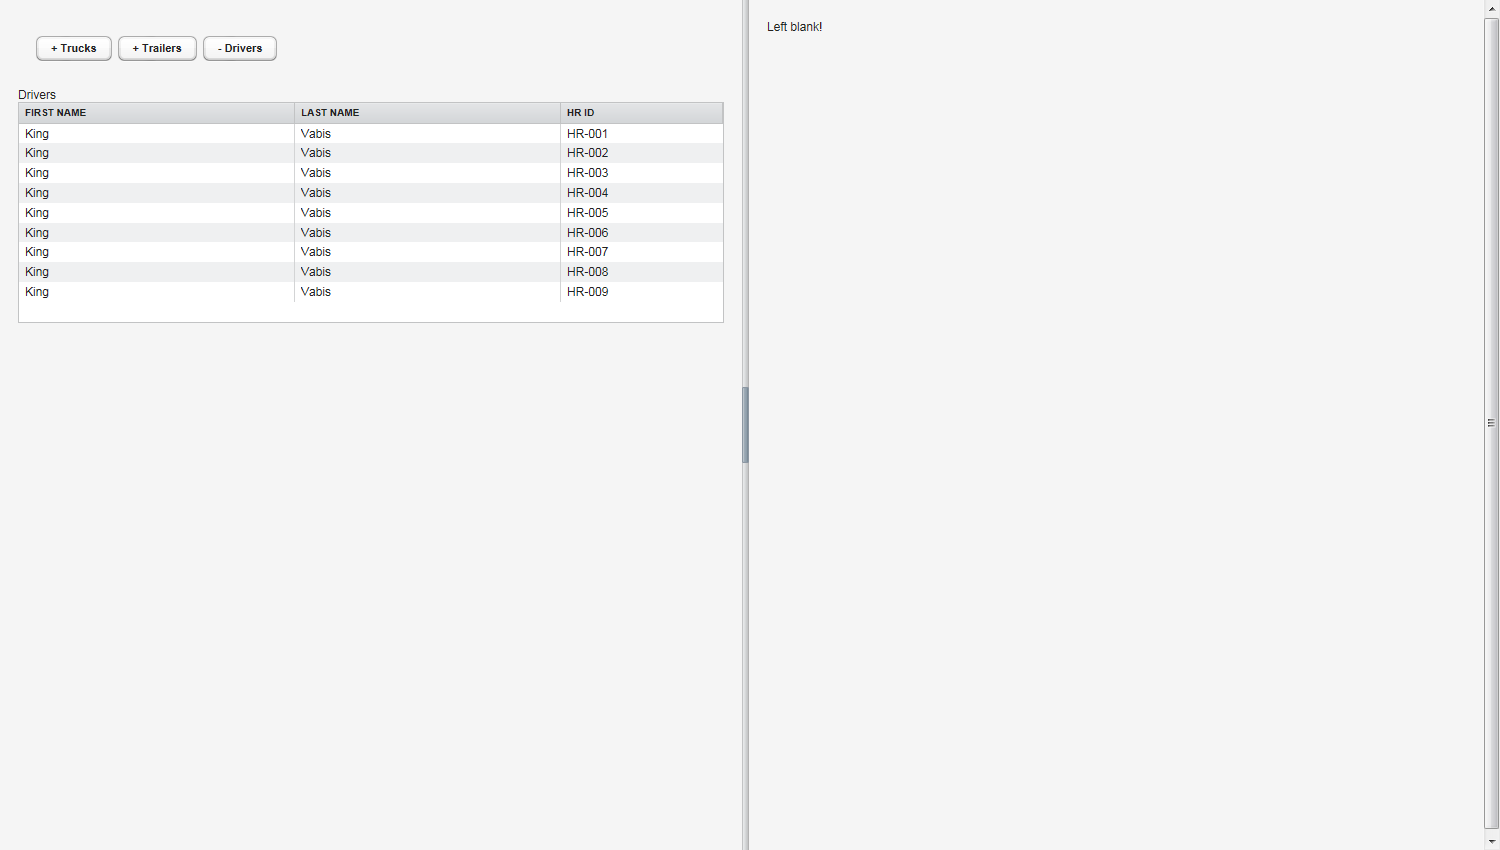 + Trucks + Trailers - Drivers
Drivers
FIRST NAME LAST NAME HR ID
King Vabis HR-001
King Vabis HR-002
King Vabis HR-003
King Vabis HR-004
King Vabis HR-005
King Vabis HR-006
King Vabis HR-007
King Vabis HR-008
King Vabis HR-009
Left blank!